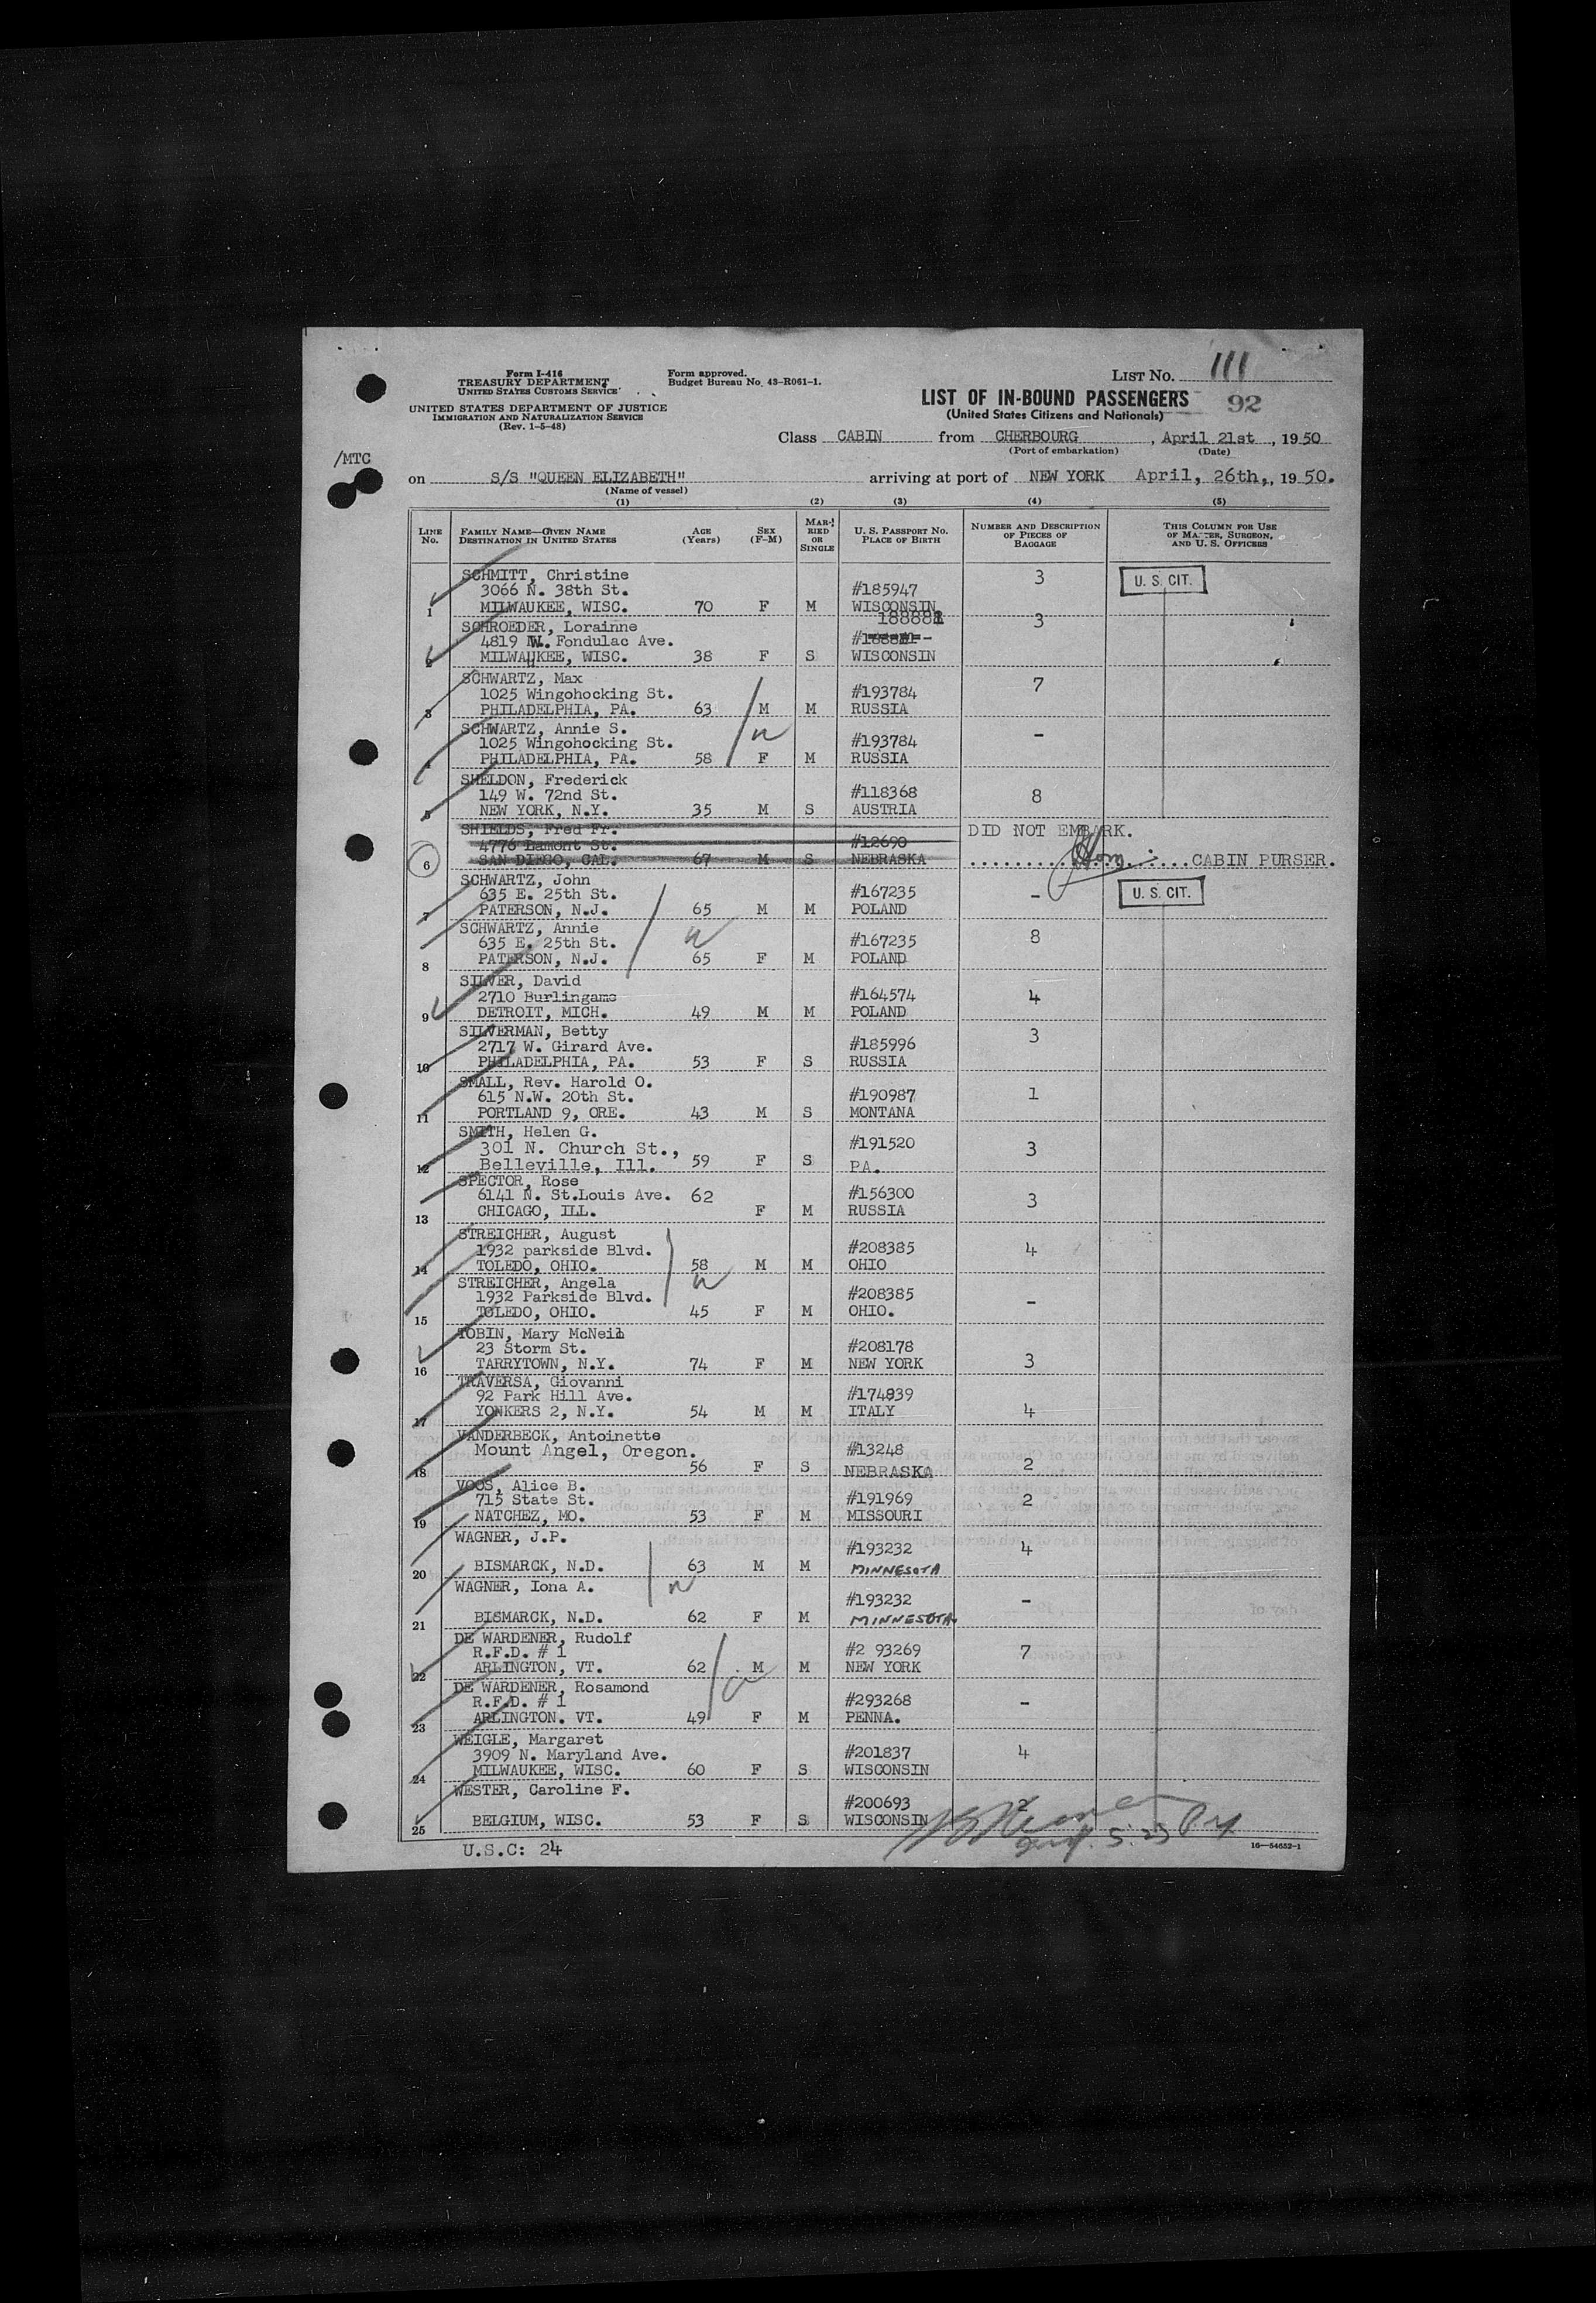 Form I-416
TREASURY DEPARTMENT
UNITED STATES CUSTOMS SERVICE
UNITED STATES DEPARTMENT OF JUSTICE
IMMIGRATION AND NATURALIZATION SERVICE
(Rev. 1-5-48)
Form approved.
Budget Bureau No. 43-R061-1.
LIST NO. 111
LIST OF IN-BOUND PASSENGERS 92
(United States Citizens and Nationals)
Class CABIN from CHERBOURG, April 21st, 1950
(Port of embarkation) (Date)
/MTC
on S/S "QUEEN ELIZABETH" arriving at port of NEW YORK April, 26th,, 1950.
(Name of vessel)
(1) (2) (3) (4) (5)
LINE No. FAMILY NAME—GIVEN NAME DESTINATION IN UNITED STATES AGE (Years) SEX (F-M) MARRIED OR SINGLE U. S. PASSPORT No. PLACE OF BIRTH NUMBER AND DESCRIPTION OF PIECES OF BAGGAGE THIS COLUMN FOR USE OF MASTER, SURGEON, AND U. S. OFFICERS
SCHMITT, Christine 3 U. S. CIT.
3066 N. 38th St. #185947
1 MILWAUKEE, WISC. 70 F M WISCONSIN
SCHROEDER, Lorainne 188881 3
4819 W. Fondulac Ave.
2 MILWAUKEE, WISC. 38 F S WISCONSIN
SCHWARTZ, Max 7
1025 Wingohocking St. #193784
3 PHILADELPHIA, PA. 63 M M RUSSIA
SCHWARTZ, Annie S. -
1025 Wingohocking St. #193784
4 PHILADELPHIA, PA. 58 F M RUSSIA
SHELDON, Frederick
149 W. 72nd St. #118368 8
5 NEW YORK, N.Y. 35 M S AUSTRIA
SHIELDS, Fred Fr. DID NOT EMBARK.
4776 Lamont St. #12690
6 SAN DIEGO, CAL. 67 M S NEBRASKA CABIN PURSER.
SCHWARTZ, John
635 E. 25th St. #167235 - U. S. CIT.
7 PATERSON, N.J. 65 M M POLAND
SCHWARTZ, Annie
635 E. 25th St. #167235 8
8 PATERSON, N.J. 65 F M POLAND
SILVER, David
2710 Burlingame #164574 4
9 DETROIT, MICH. 49 M M POLAND
SILVERMAN, Betty 3
2717 W. Girard Ave. #185996
10 PHILADELPHIA, PA. 53 F S RUSSIA
SMALL, Rev. Harold O.
615 N.W. 20th St. #190987 1
11 PORTLAND 9, ORE. 43 M S MONTANA
SMITH, Helen G.
301 N. Church St., #191520 3
12 Belleville, Ill. 59 F S PA.
SPECTOR, Rose
6141 N. St.Louis Ave. 62 #156300 3
13 CHICAGO, ILL. F M RUSSIA
STREICHER, August
1932 parkside Blvd. #208385 4
14 TOLEDO, OHIO. 58 M M OHIO
STREICHER, Angela
1932 Parkside Blvd. #208385 -
15 TOLEDO, OHIO. 45 F M OHIO.
TOBIN, Mary McNeil
23 Storm St. #208178
16 TARRYTOWN, N.Y. 74 F M NEW YORK 3
TRAVERSA, Giovanni
92 Park Hill Ave. #174839
17 YONKERS 2, N.Y. 54 M M ITALY 4
VANDERBECK, Antoinette
Mount Angel, Oregon. #13248
18 56 F S NEBRASKA 2
VOOS, Alice B.
715 State St. #191969 2
19 NATCHEZ, MO. 53 F M MISSOURI
WAGNER, J.P.
#193232 4
20 BISMARCK, N.D. 63 M M MINNESOTA
WAGNER, Iona A.
#193232 -
21 BISMARCK, N.D. 62 F M MINNESOTA.
DE WARDENER, Rudolf
R.F.D. # 1 #2 93269 7
22 ARLINGTON, VT. 62 M M NEW YORK
DE WARDENER, Rosamond
R.F.D. # 1 #293268 -
23 ARLINGTON. VT. 49 F M PENNA.
WEIGLE, Margaret
3909 N. Maryland Ave. #201837 4
24 MILWAUKEE, WISC. 60 F S WISCONSIN
WESTER, Caroline F.
#200693
25 BELGIUM, WISC. 53 F S WISCONSIN
U.S.C: 24
16—54652-1